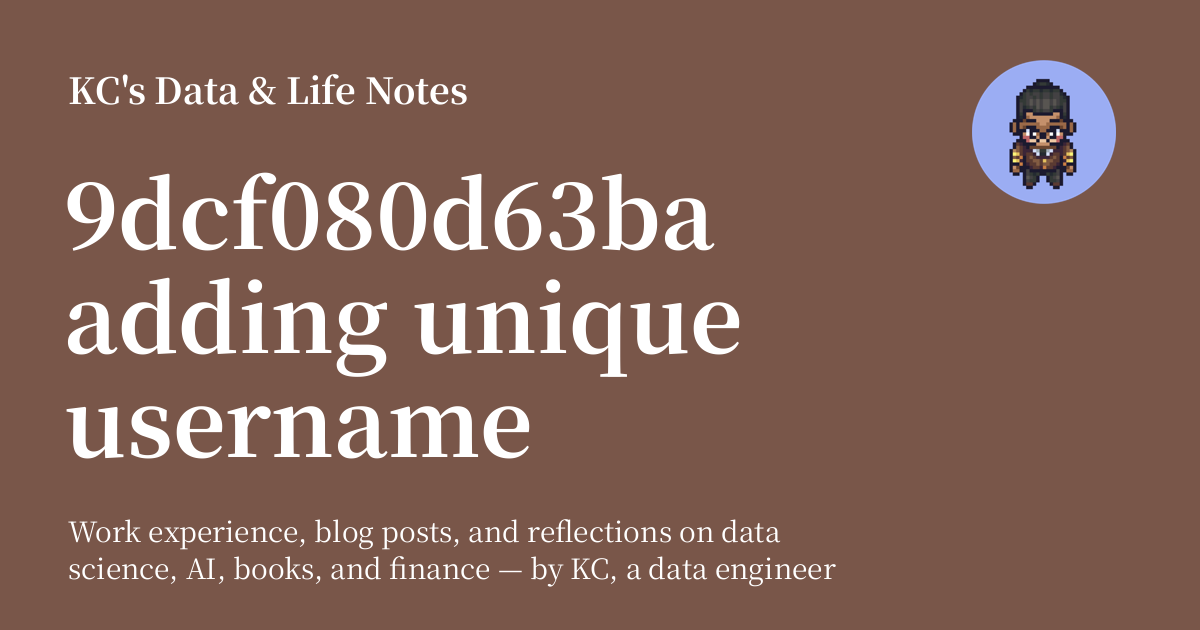 KC's Data & Life Notes
9dcf080d63ba
adding unique
username
Work experience, blog posts, and reflections on data
science, AI, books, and finance — by KC, a data engineer